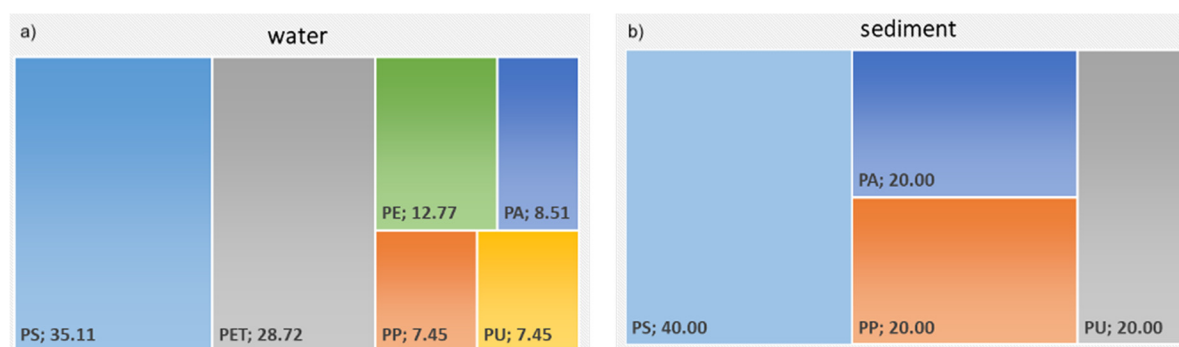 a)
water
PE; 12.77
PA; 8.51
PS; 35.11
PET; 28.72
PP; 7.45
PU; 7.45
b)
sediment
PA; 20.00
PS; 40.00
PP; 20.00
PU; 20.00